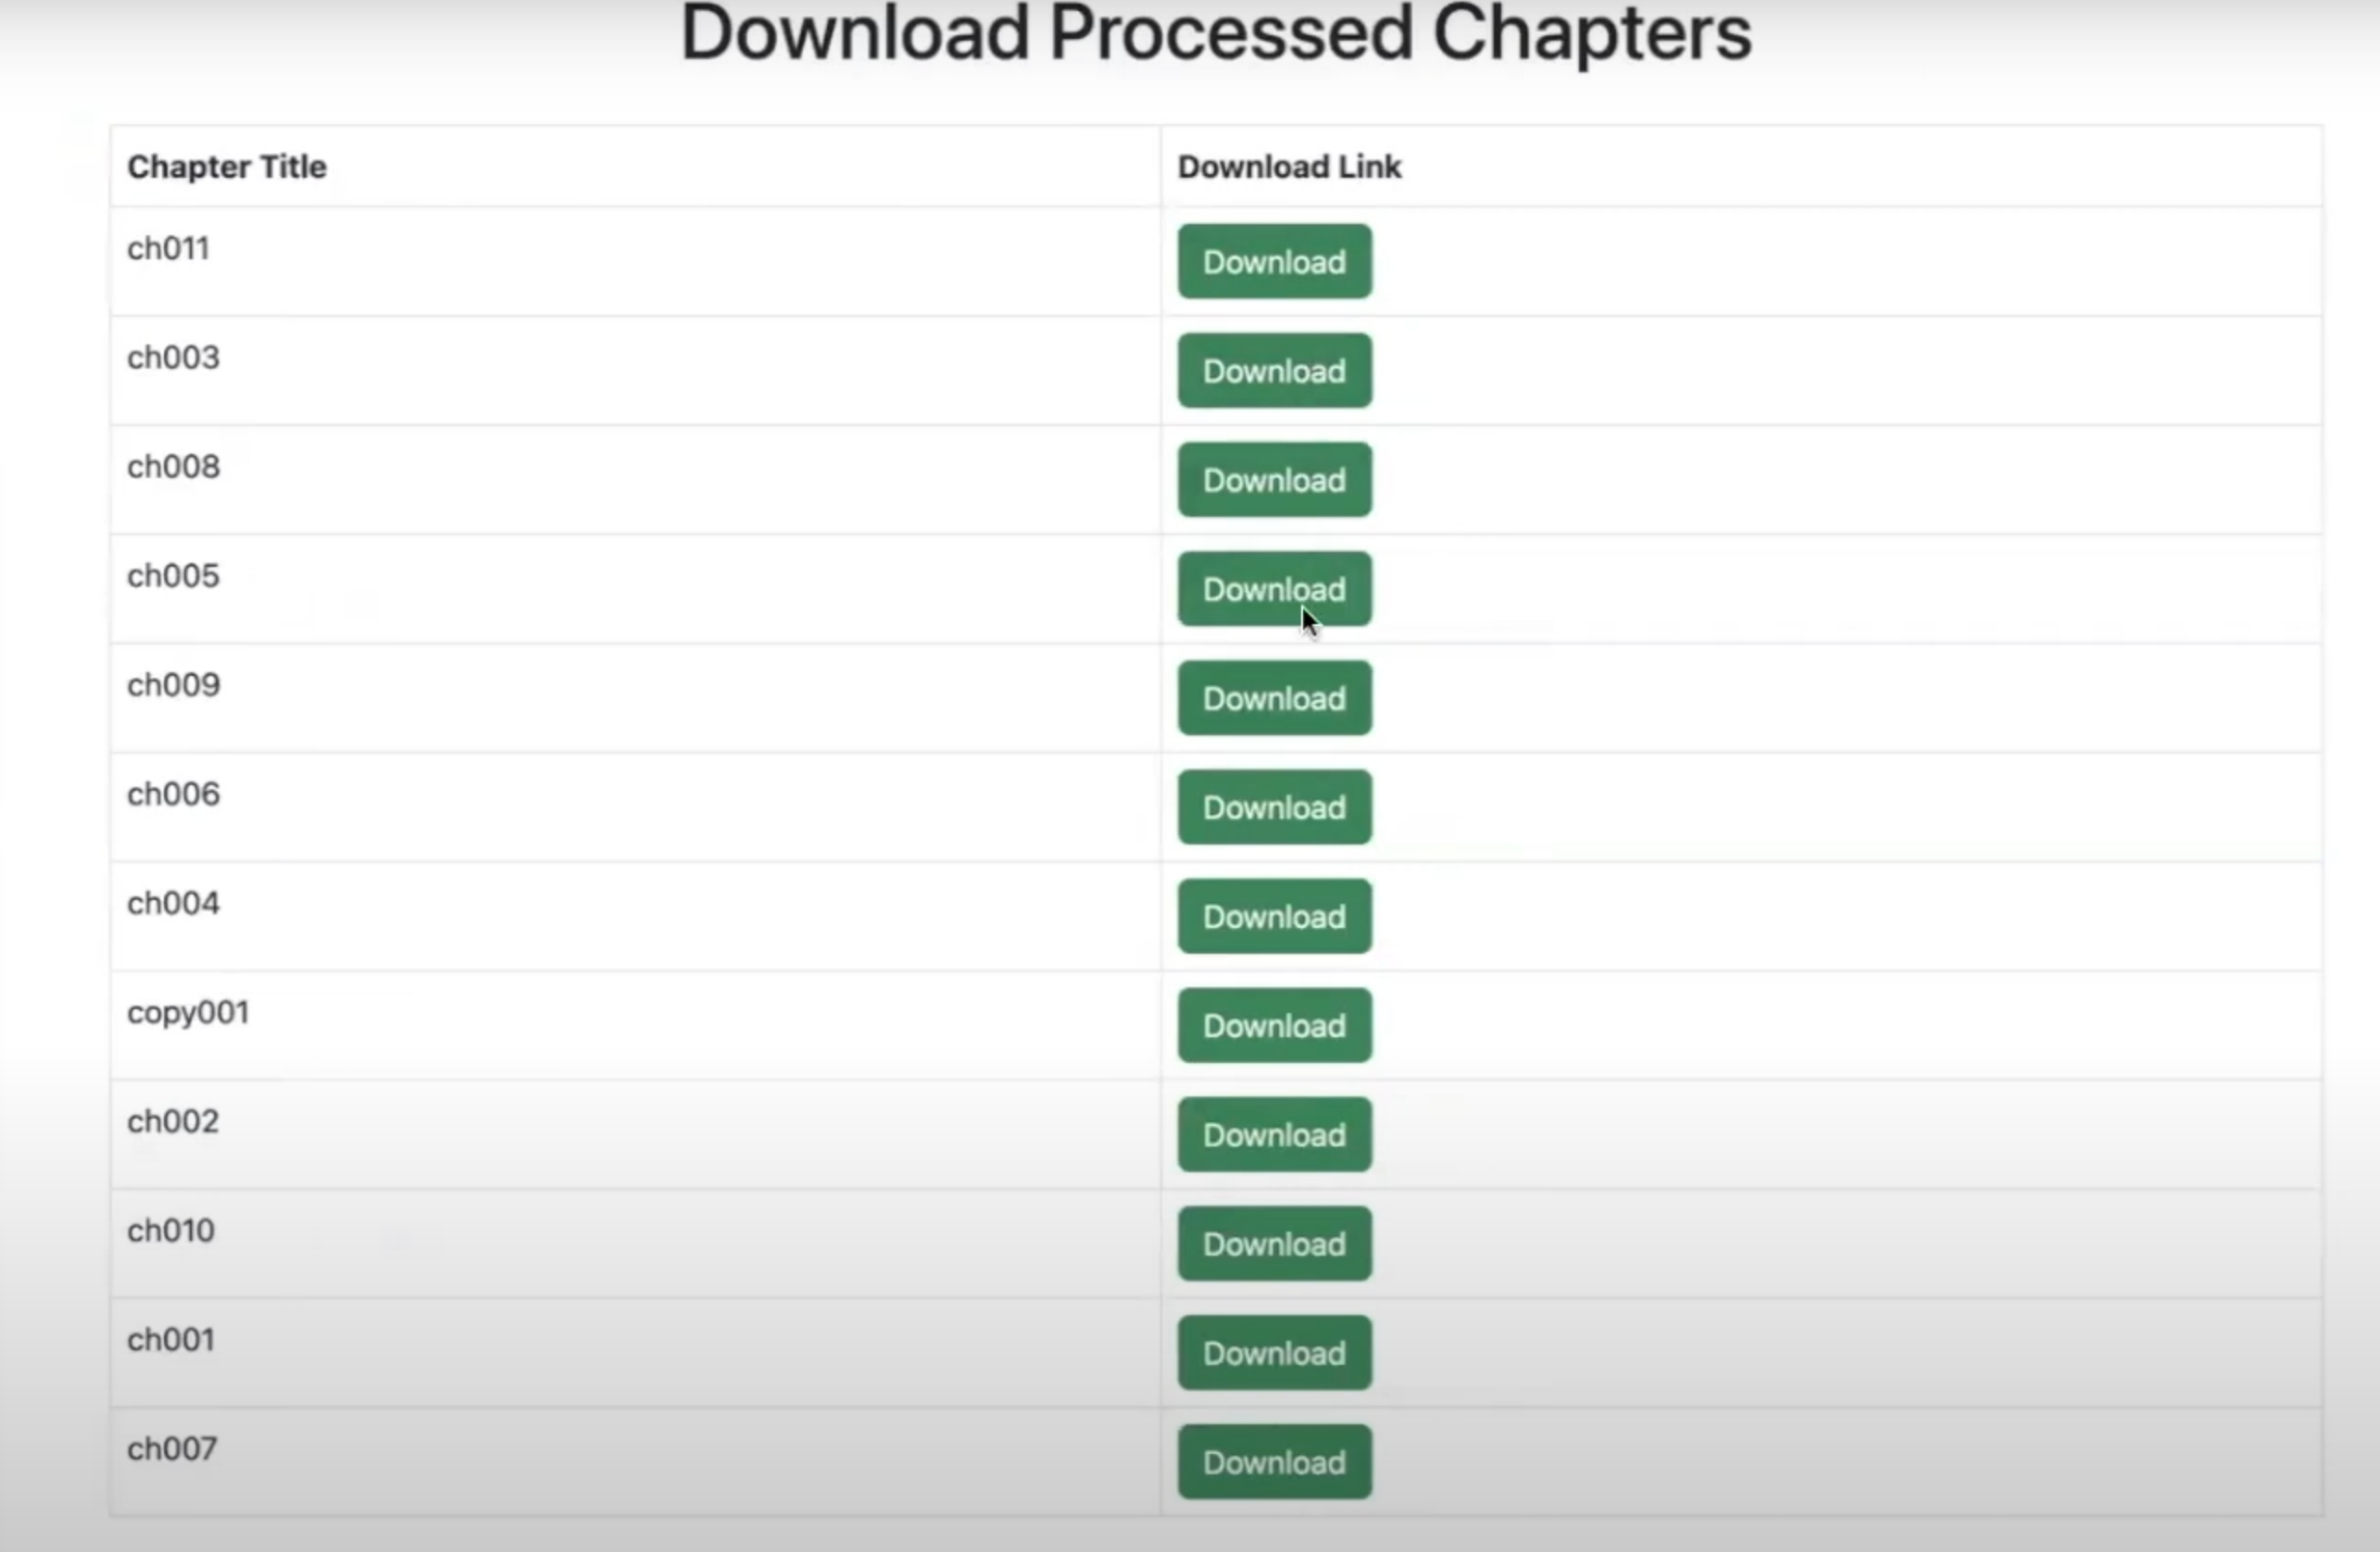 Download Processed Chapters
Chapter Title Download Link
ch011 Download
ch003 Download
ch008 Download
ch005 Download
ch009 Download
ch006 Download
ch004 Download
copy001 Download
ch002 Download
ch010 Download
ch001 Download
ch007 Download